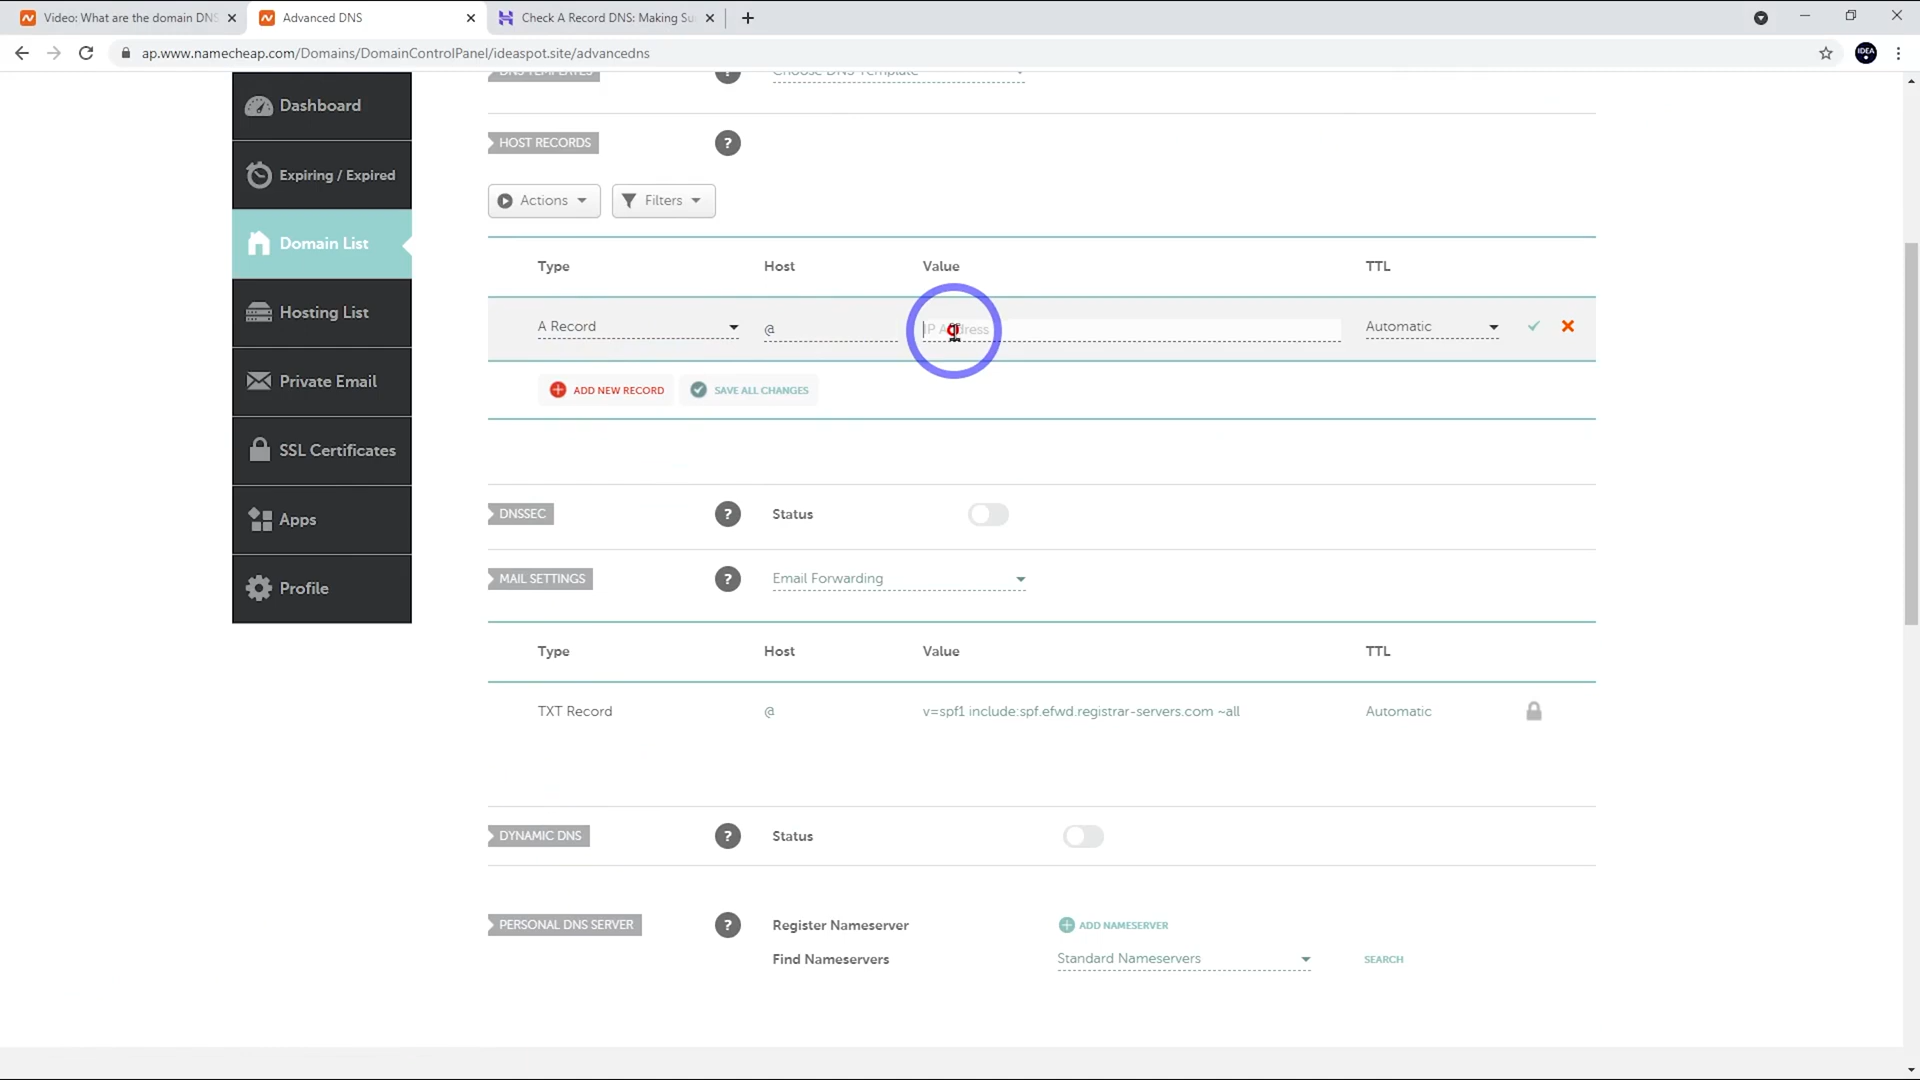 Video: What are the domain DNS
Advanced DNS
Check A Record DNS: Making Su
ap.www.namecheap.com/Domains/DomainControlPanel/ideaspot.site/advancedns
IDEA
DNS TEMPLATES
?
Choose DNS Template
Dashboard
Expiring / Expired
Domain List
Hosting List
Private Email
SSL Certificates
Apps
Profile
HOST RECORDS
?
Actions
Filters
Type Host Value TTL
A Record @ IP Address Automatic
ADD NEW RECORD
SAVE ALL CHANGES
DNSSEC
?
Status
MAIL SETTINGS
?
Email Forwarding
Type Host Value TTL
TXT Record @ v=spf1 include:spf.efwd.registrar-servers.com ~all Automatic
DYNAMIC DNS
?
Status
PERSONAL DNS SERVER
?
Register Nameserver
ADD NAMESERVER
Find Nameservers
Standard Nameservers
SEARCH